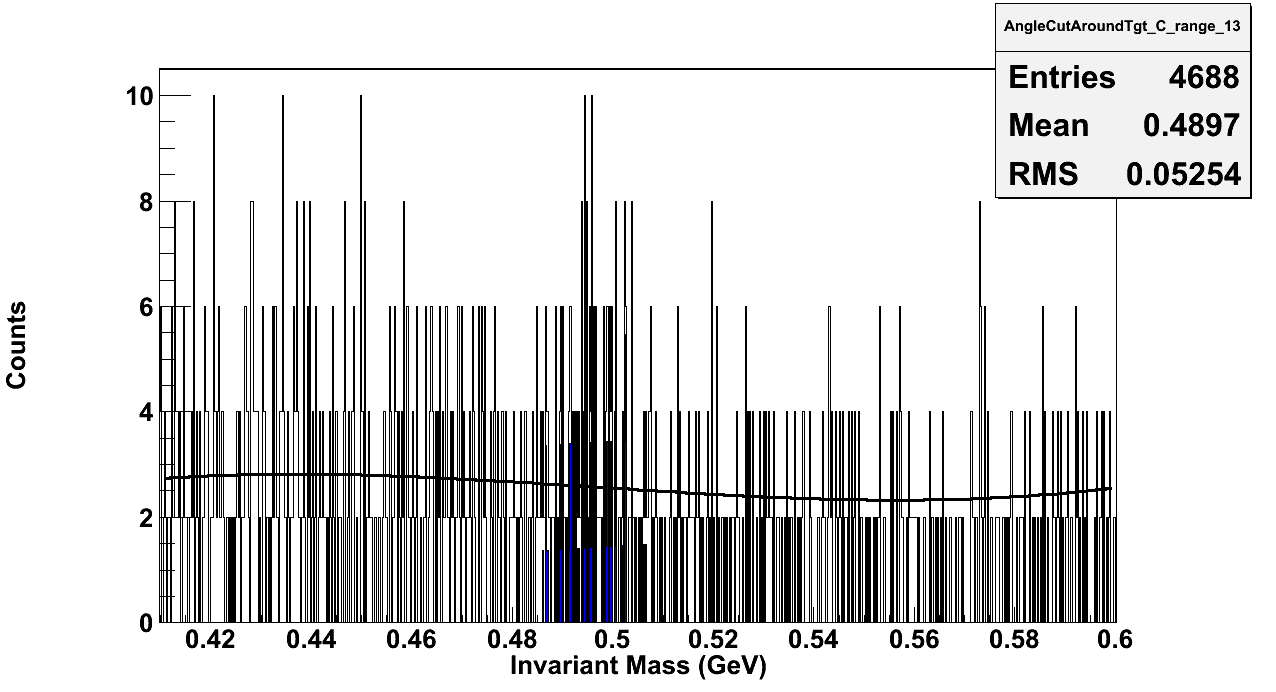 AngleCutAroundTgt_C_range_13
Entries 4688
Mean 0.4897
RMS 0.05254
Counts
10
8
6
4
2
0
0.42 0.44 0.46 0.48 0.5 0.52 0.54 0.56 0.58 0.6
Invariant Mass (GeV)